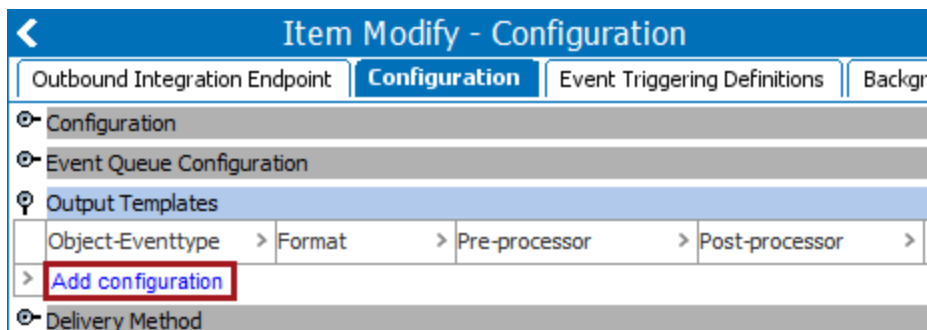 Item Modify - Configuration
Outbound Integration Endpoint Configuration Event Triggering Definitions
Configuration
Event Queue Configuration
Output Templates
Object-Eventtype > Format > Pre-processor > Post-processor >
> Add configuration
Delivery Method